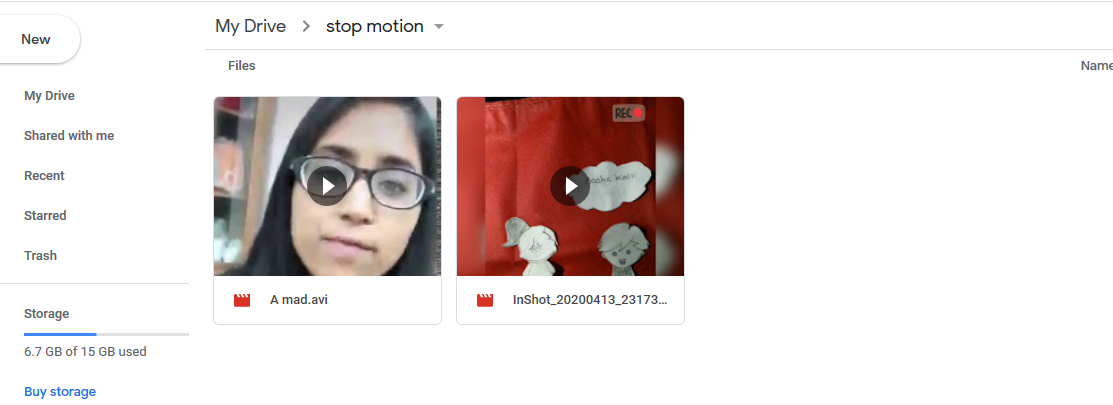 New
My Drive
Shared with me
Recent
Starred
Trash
Storage
6.7 GB of 15 GB used
Buy storage
My Drive > stop motion
Files
Name
REC
A mad.avi
InShot_20200413_23173...